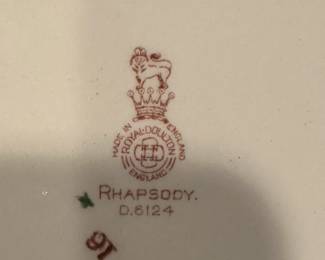 MADE IN ENGLAND
ROYAL·DOULTON
ENGLAND
RHAPSODY.
D.6124